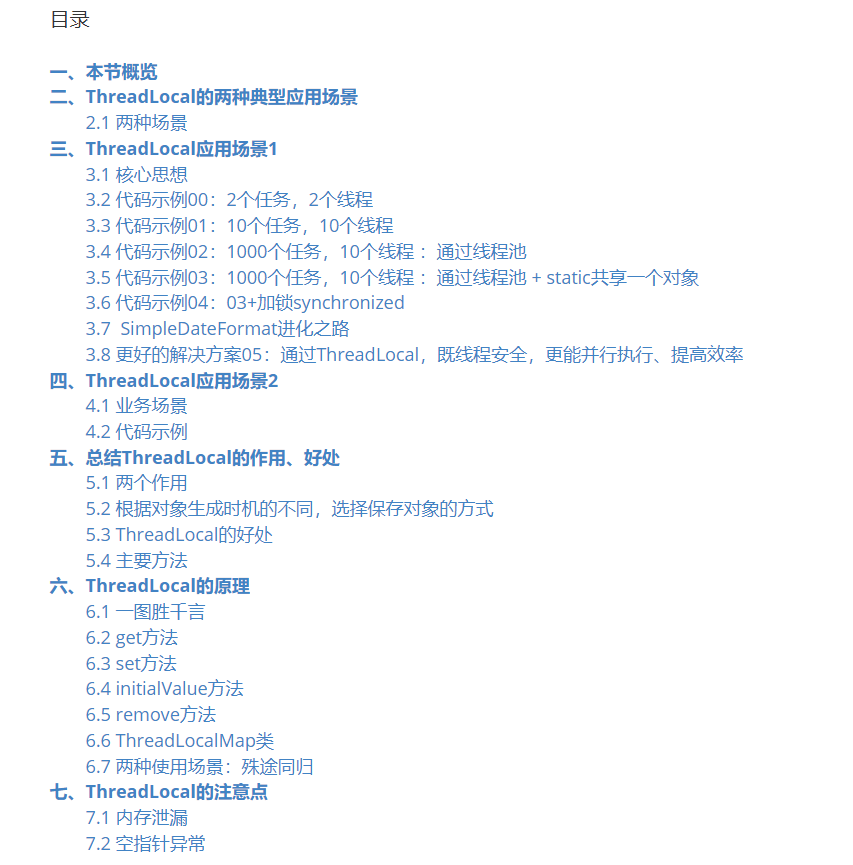 目录
一、本节概览
二、ThreadLocal的两种典型应用场景
2.1 两种场景
三、ThreadLocal应用场景1
3.1 核心思想
3.2 代码示例00：2个任务，2个线程
3.3 代码示例01：10个任务，10个线程
3.4 代码示例02：1000个任务，10个线程 ：通过线程池
3.5 代码示例03：1000个任务，10个线程 ：通过线程池 + static共享一个对象
3.6 代码示例04：03+加锁synchronized
3.7  SimpleDateFormat进化之路
3.8 更好的解决方案05：通过ThreadLocal，既线程安全，更能并行执行、提高效率
四、ThreadLocal应用场景2
4.1 业务场景
4.2 代码示例
五、总结ThreadLocal的作用、好处
5.1 两个作用
5.2 根据对象生成时机的不同，选择保存对象的方式
5.3 ThreadLocal的好处
5.4 主要方法
六、ThreadLocal的原理
6.1 一图胜千言
6.2 get方法
6.3 set方法
6.4 initialValue方法
6.5 remove方法
6.6 ThreadLocalMap类
6.7 两种使用场景：殊途同归
七、ThreadLocal的注意点
7.1 内存泄漏
7.2 空指针异常